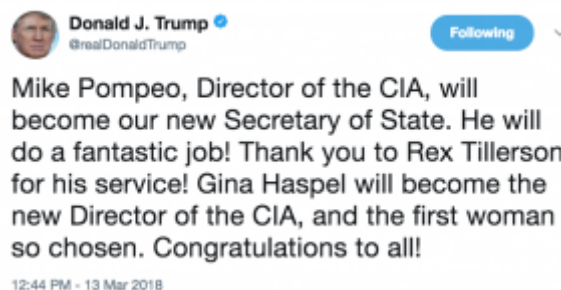 Donald J. Trump
@realDonaldTrump
Following
Mike Pompeo, Director of the CIA, will
become our new Secretary of State. He will
do a fantastic job! Thank you to Rex Tillerson
for his service! Gina Haspel will become the
new Director of the CIA, and the first woman
so chosen. Congratulations to all!
12:44 PM - 13 Mar 2018